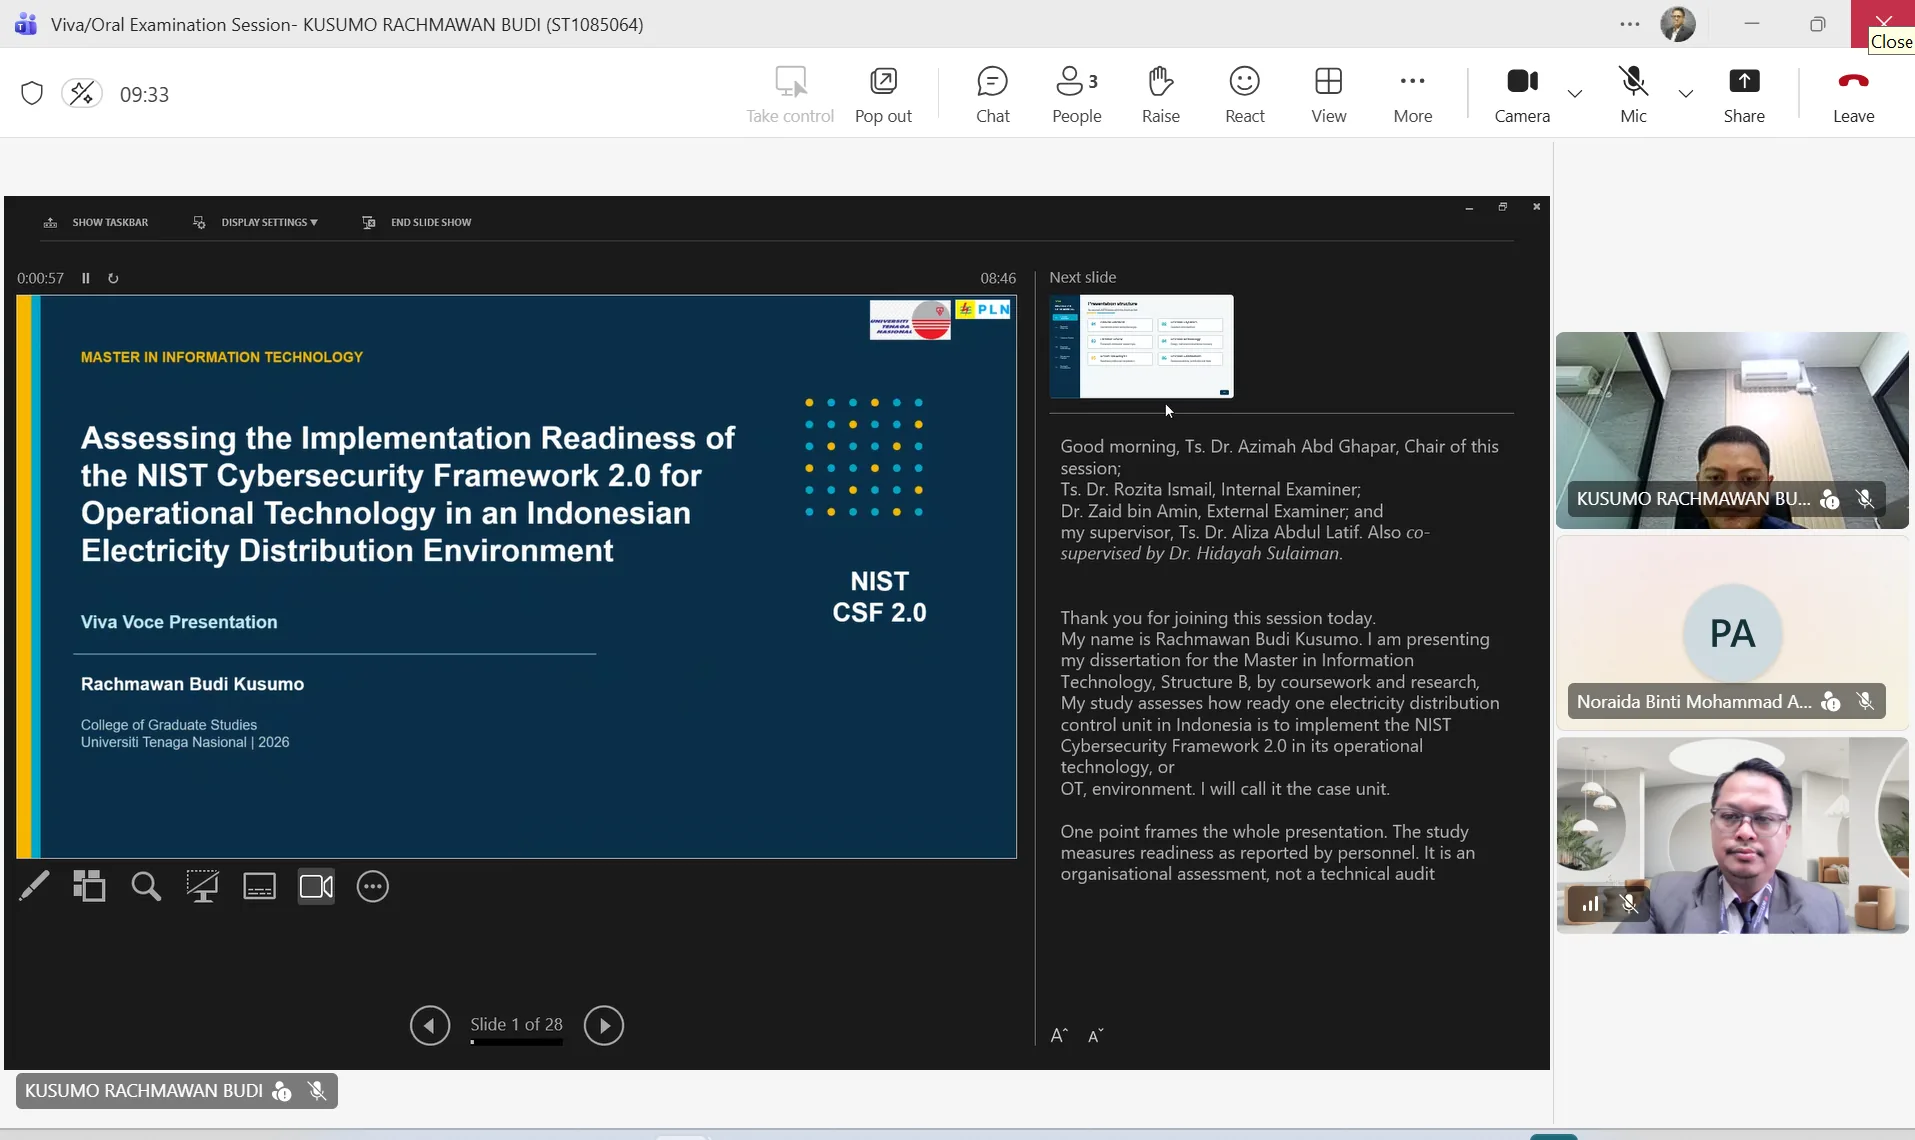 Viva/Oral Examination Session- KUSUMO RACHMAWAN BUDI (ST1085064)
Close
09:33
Take control
Pop out
Chat
3
People
Raise
React
View
More
Camera
Mic
Share
Leave
SHOW TASKBAR
DISPLAY SETTINGS
END SLIDE SHOW
0:00:57
08:46
UNIVERSITI
TENAGA
NASIONAL
PLN
MASTER IN INFORMATION TECHNOLOGY
Assessing the Implementation Readiness of
the NIST Cybersecurity Framework 2.0 for
Operational Technology in an Indonesian
Electricity Distribution Environment
NIST
CSF 2.0
Viva Voce Presentation
Rachmawan Budi Kusumo
College of Graduate Studies
Universiti Tenaga Nasional | 2026
Slide 1 of 28
Next slide
Presentation structure
Good morning, Ts. Dr. Azimah Abd Ghapar, Chair of this
session;
Ts. Dr. Rozita Ismail, Internal Examiner;
Dr. Zaid bin Amin, External Examiner; and
my supervisor, Ts. Dr. Aliza Abdul Latif. Also co-
supervised by Dr. Hidayah Sulaiman.
Thank you for joining this session today.
My name is Rachmawan Budi Kusumo. I am presenting
my dissertation for the Master in Information
Technology, Structure B, by coursework and research,
My study assesses how ready one electricity distribution
control unit in Indonesia is to implement the NIST
Cybersecurity Framework 2.0 in its operational
technology, or
OT, environment. I will call it the case unit.
One point frames the whole presentation. The study
measures readiness as reported by personnel. It is an
organisational assessment, not a technical audit
A A
KUSUMO RACHMAWAN BU...
PA
Noraida Binti Mohammad A...
KUSUMO RACHMAWAN BUDI